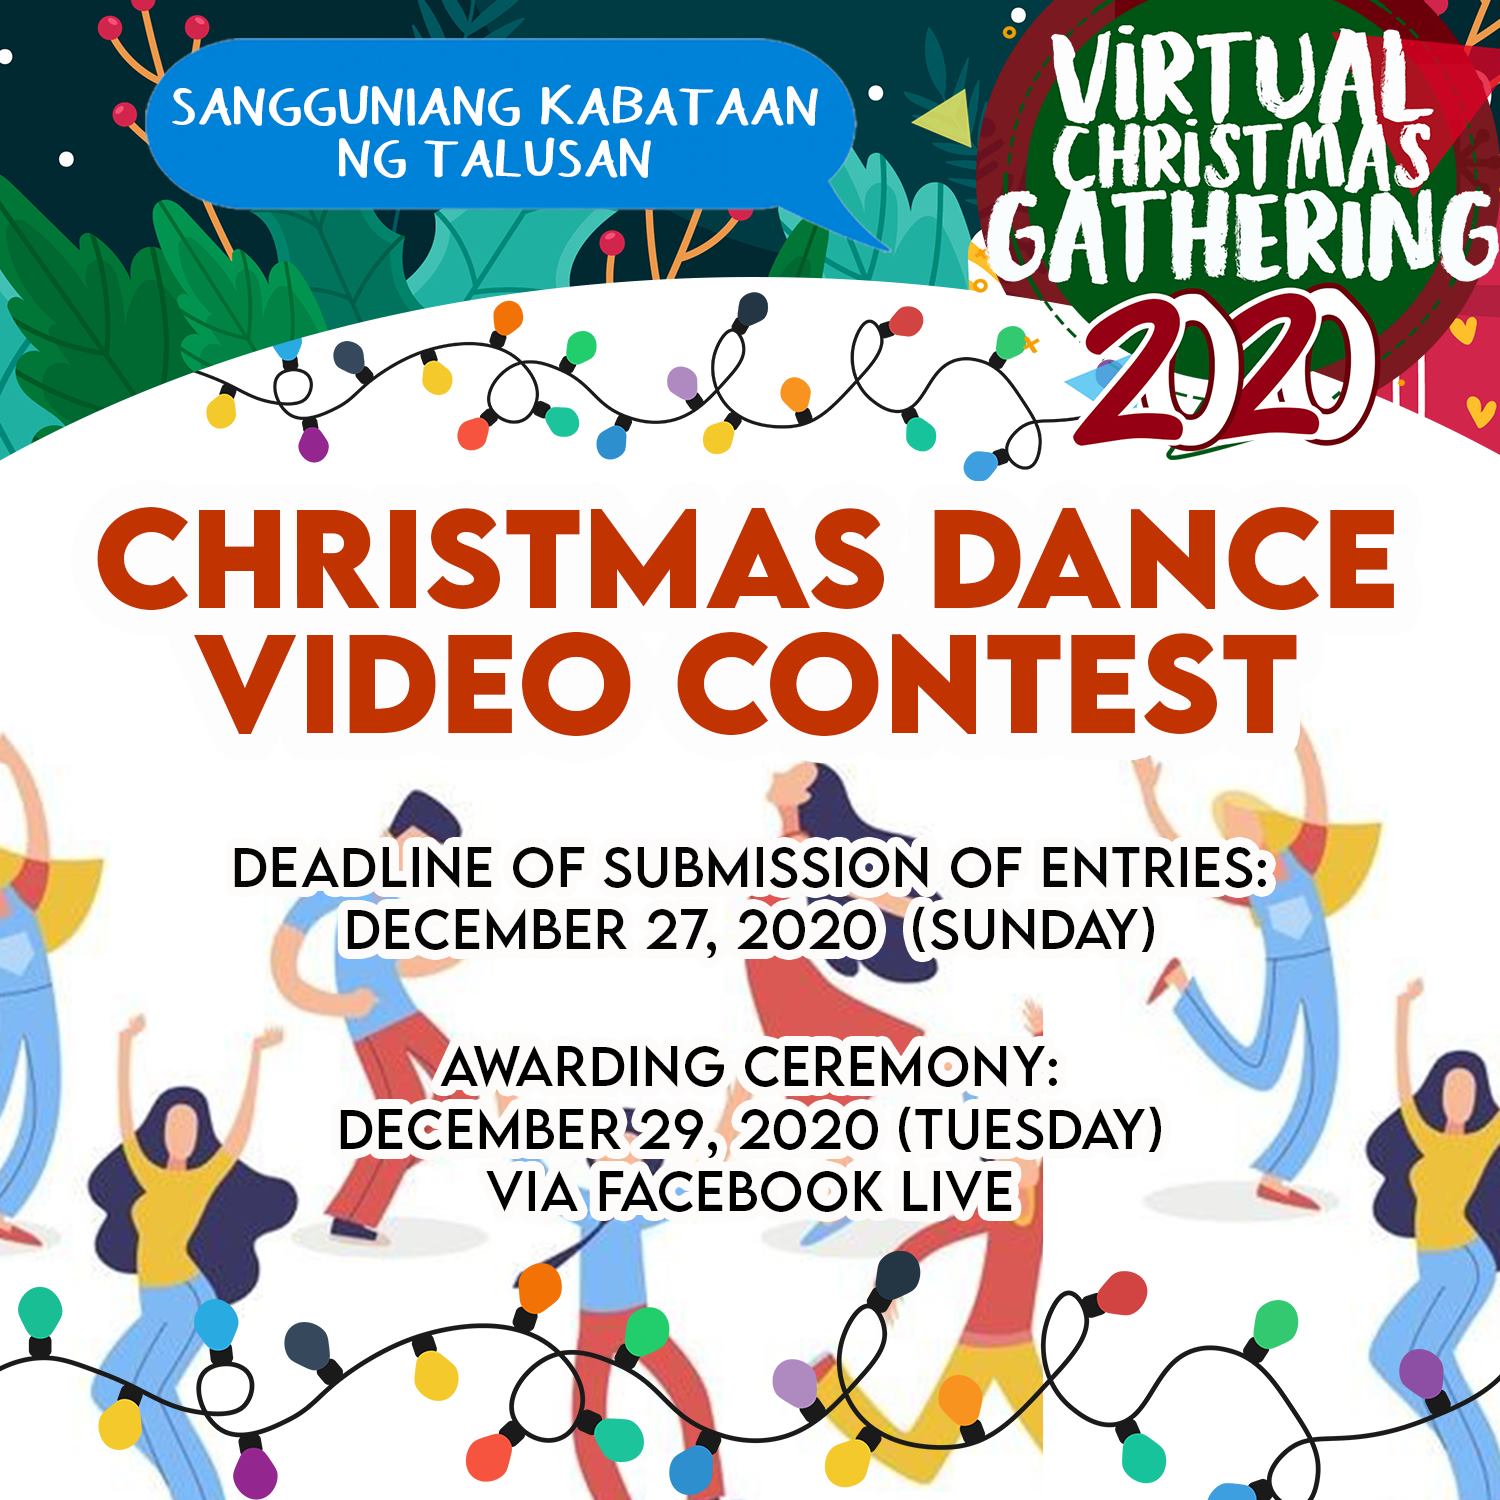 SANGGUNIANG KABATAAN
NG TALUSAN
ViRTUAL
CHRiSTMAS
GATHERING
2020
CHRISTMAS DANCE
VIDEO CONTEST
DEADLINE OF SUBMISSION OF ENTRIES:
DECEMBER 27, 2020 (SUNDAY)
AWARDING CEREMONY:
DECEMBER 29, 2020 (TUESDAY)
VIA FACEBOOK LIVE